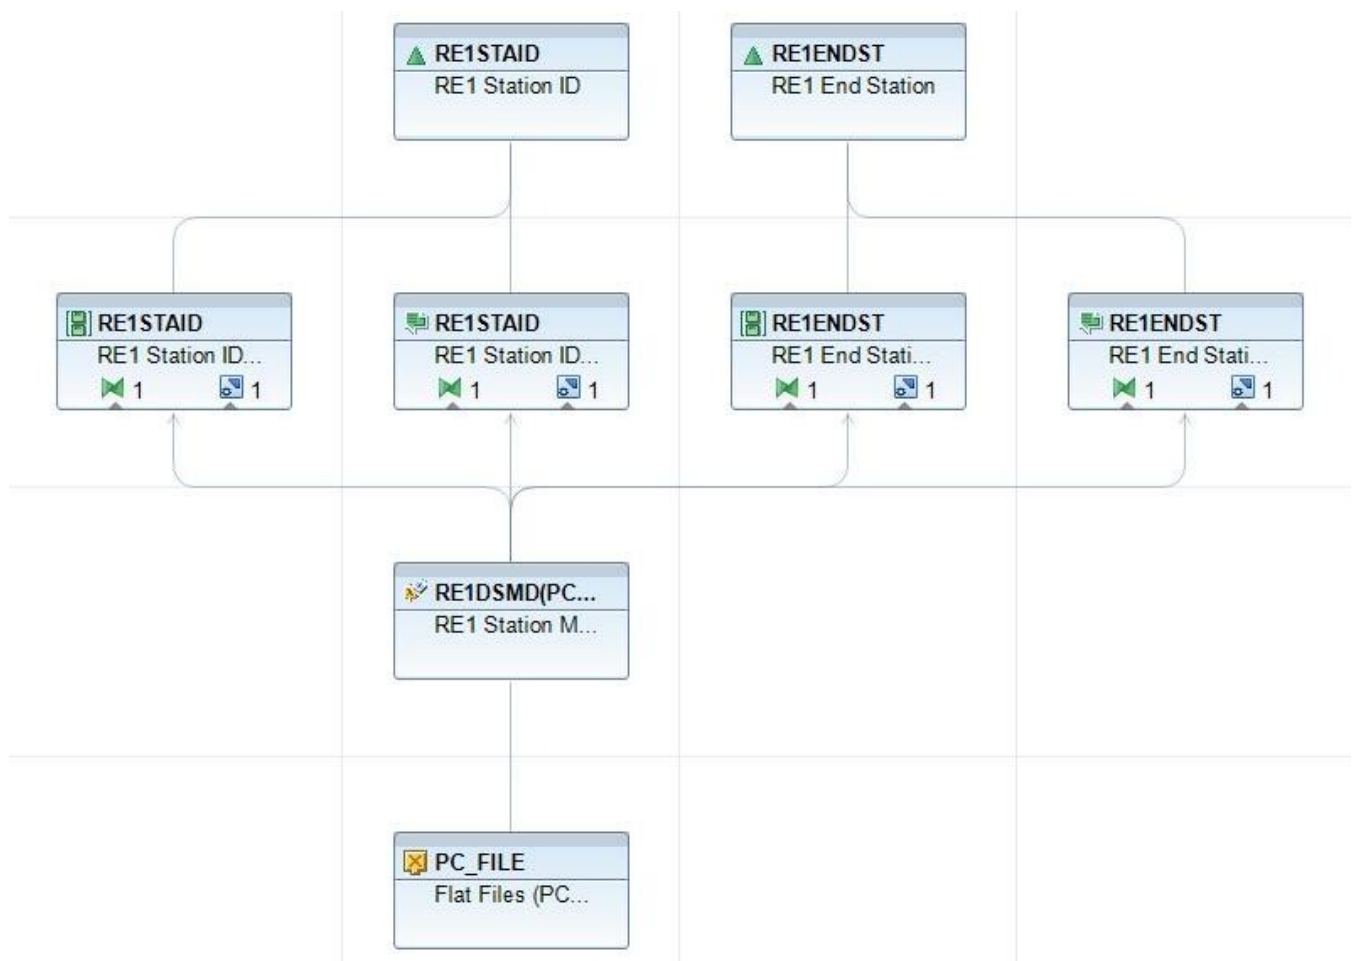 RE1STAID
RE1 Station ID
RE1ENDST
RE1 End Station
RE1STAID
RE1 Station ID...
1 1
RE1STAID
RE1 Station ID...
1 1
RE1ENDST
RE1 End Stati...
1 1
RE1ENDST
RE1 End Stati...
1 1
RE1DSMD(PC...
RE1 Station M...
PC_FILE
Flat Files (PC...